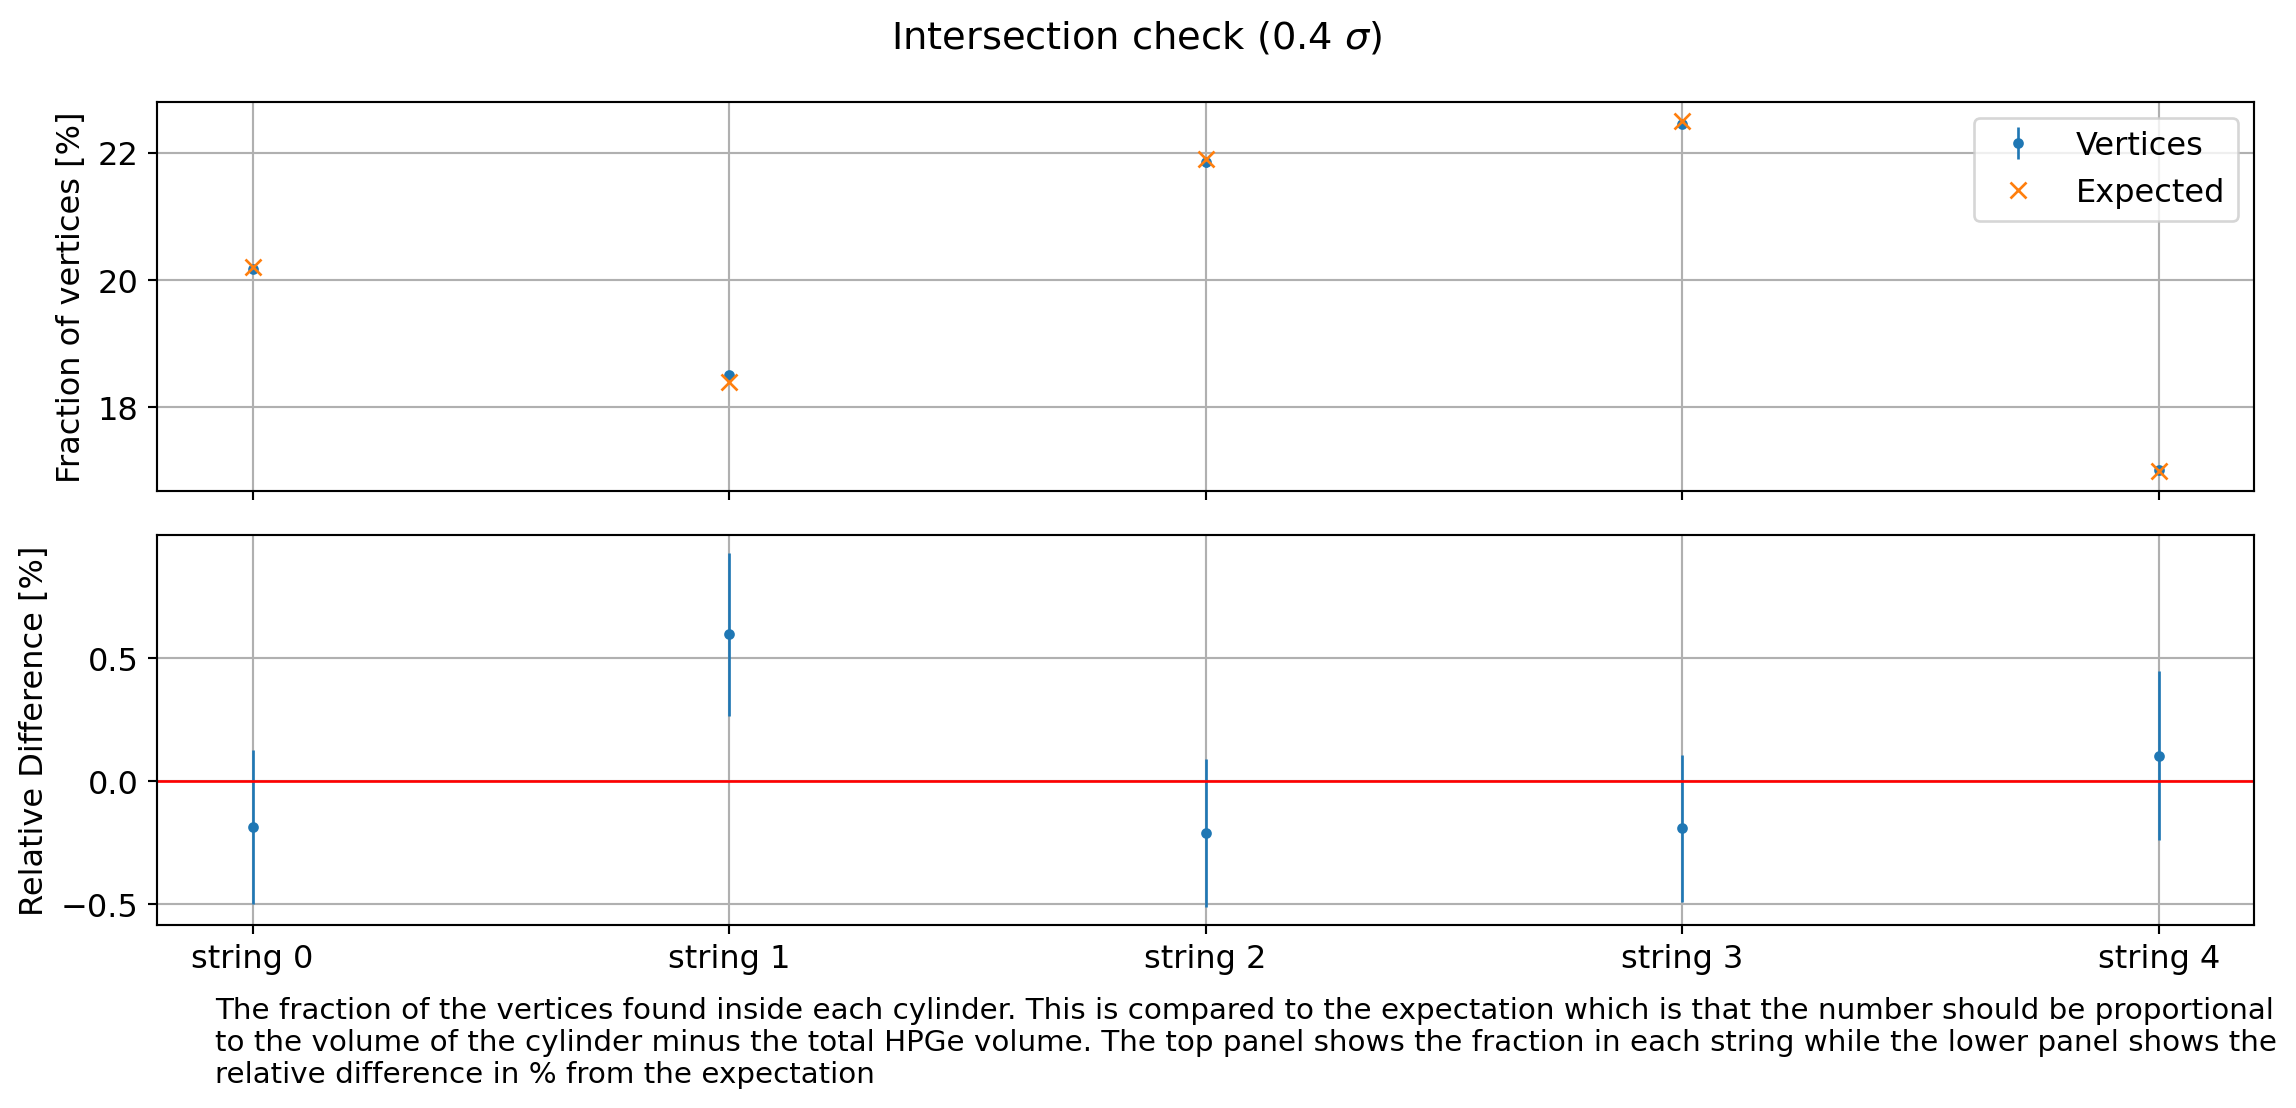 Intersection check (0.4 σ)
Fraction of vertices [%]
22
20
18
Vertices
Expected
Relative Difference [%]
0.5
0.0
−0.5
string 0
string 1
string 2
string 3
string 4
The fraction of the vertices found inside each cylinder. This is compared to the expectation which is that the number should be proportional
to the volume of the cylinder minus the total HPGe volume. The top panel shows the fraction in each string while the lower panel shows the
relative difference in % from the expectation